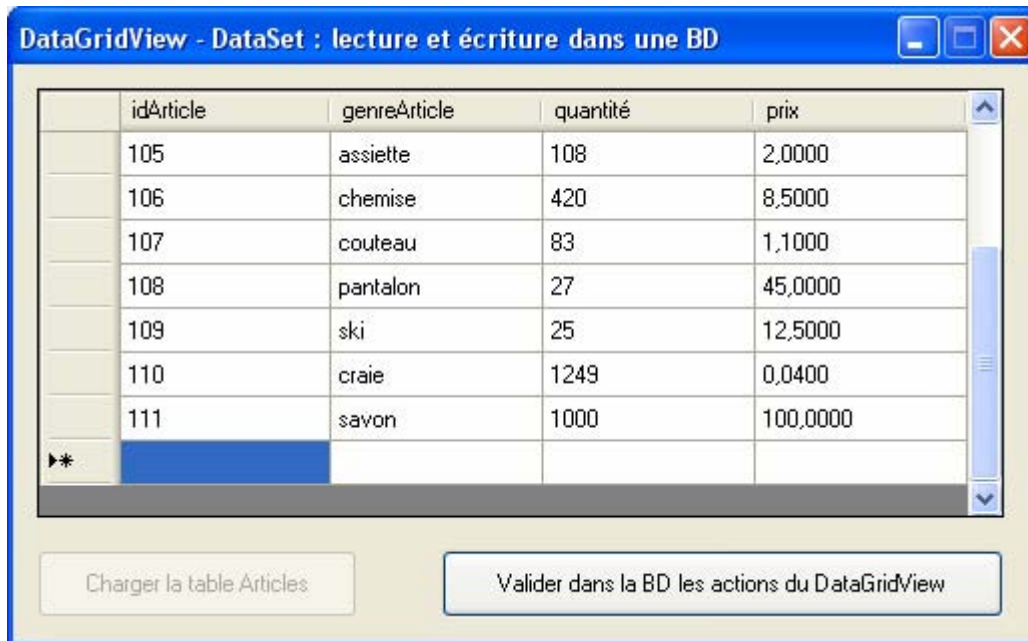 DataGridView - DataSet : lecture et écriture dans une BD
idArticle genreArticle quantité prix
105 assiette 108 2,0000
106 chemise 420 8,5000
107 couteau 83 1,1000
108 pantalon 27 45,0000
109 ski 25 12,5000
110 craie 1249 0,0400
111 savon 1000 100,0000
Charger la table Articles Valider dans la BD les actions du DataGridView